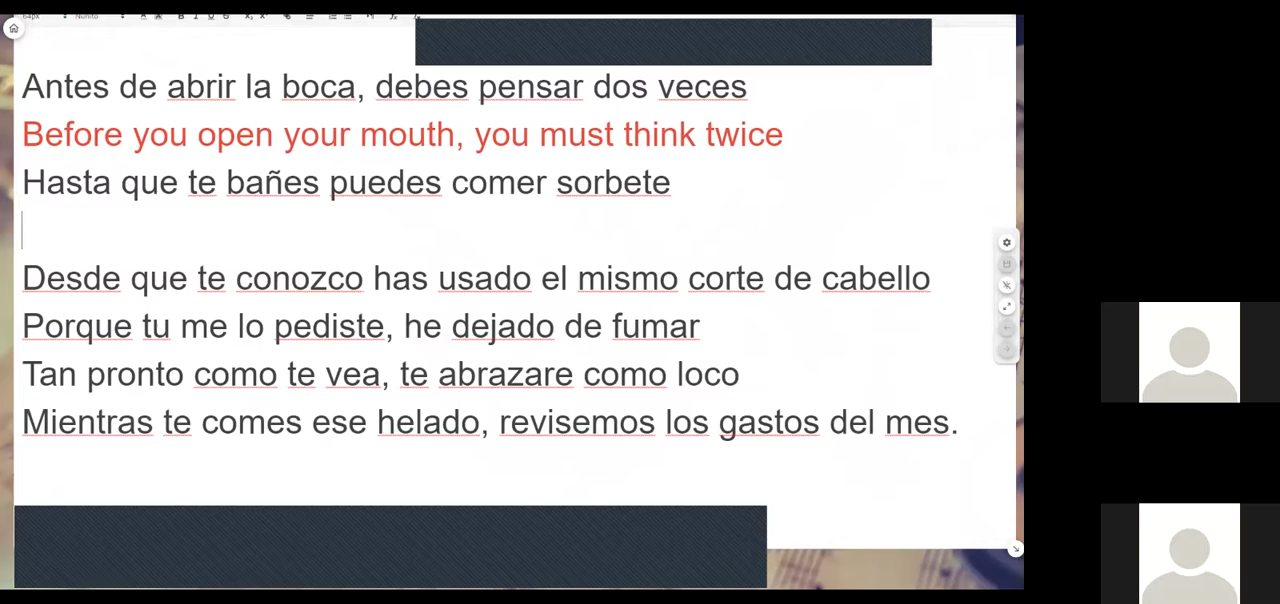 Nunito
B I U S
Antes de abrir la boca, debes pensar dos veces
Before you open your mouth, you must think twice
Hasta que te bañes puedes comer sorbete
Desde que te conozco has usado el mismo corte de cabello
Porque tu me lo pediste, he dejado de fumar
Tan pronto como te vea, te abrazare como loco
Mientras te comes ese helado, revisemos los gastos del mes.